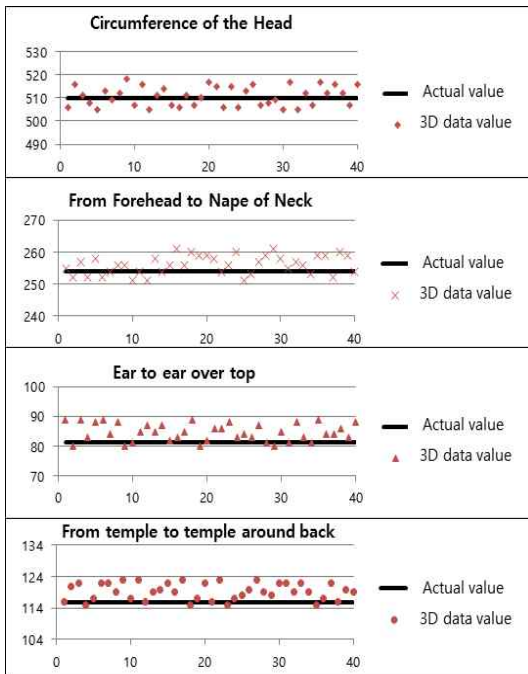 Circumference of the Head
530
520
510
500
490
0 10 20 30 40
Actual value
3D data value
From Forehead to Nape of Neck
270
260
250
240
0 10 20 30 40
Actual value
3D data value
Ear to ear over top
100
90
80
70
0 10 20 30 40
Actual value
3D data value
From temple to temple around back
134
124
114
104
0 10 20 30 40
Actual value
3D data value